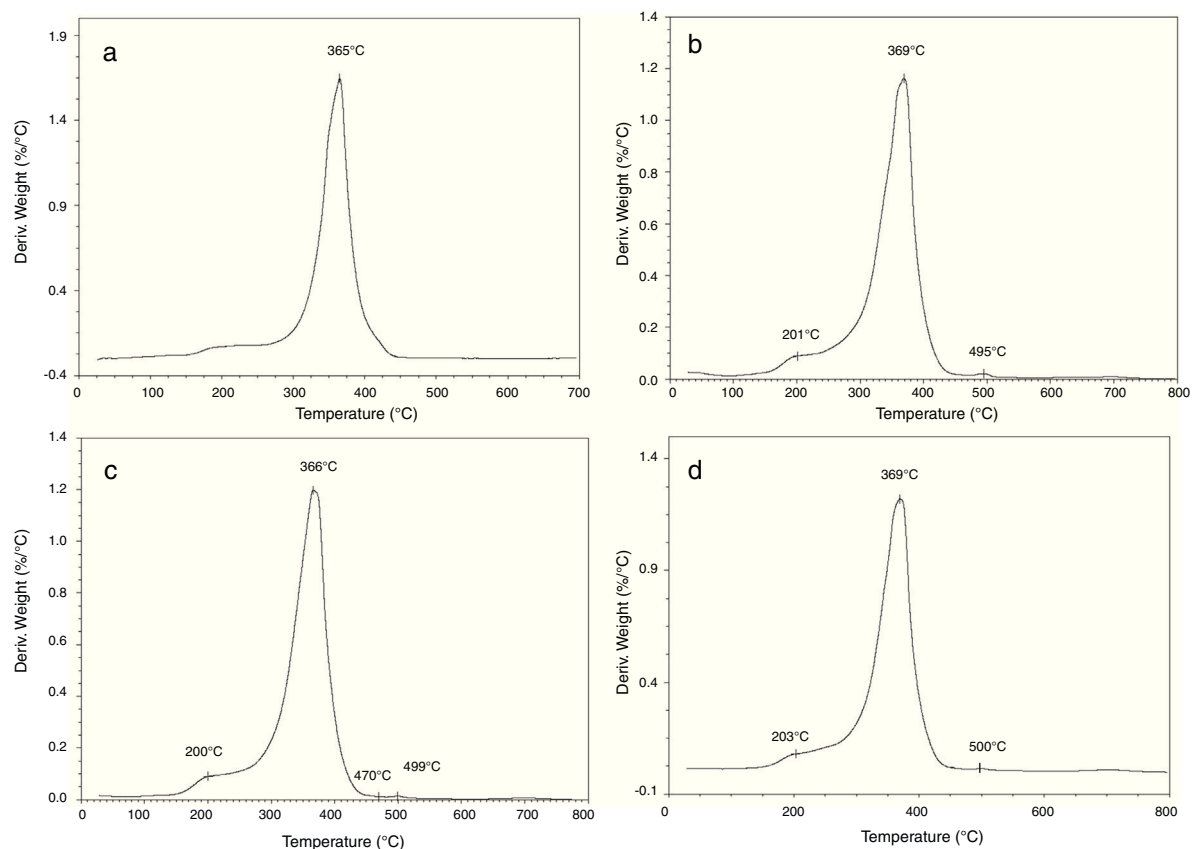 a
365°C
1.9
1.4
0.9
0.4
-0.4
Deriv. Weight (%/°C)
0 100 200 300 400 500 600 700
Temperature (°C)
b
369°C
201°C
495°C
1.4
1.2
1.0
0.8
0.6
0.4
0.2
0.0
Deriv. Weight (%/°C)
0 100 200 300 400 500 600 700 800
Temperature (°C)
c
366°C
200°C
470°C
499°C
1.4
1.2
1.0
0.8
0.6
0.4
0.2
0.0
Deriv. Weight (%/°C)
0 100 200 300 400 500 600 700 800
Temperature (°C)
d
369°C
203°C
500°C
1.4
0.9
0.4
-0.1
Deriv. Weight (%/°C)
0 200 400 600 800
Temperature (°C)